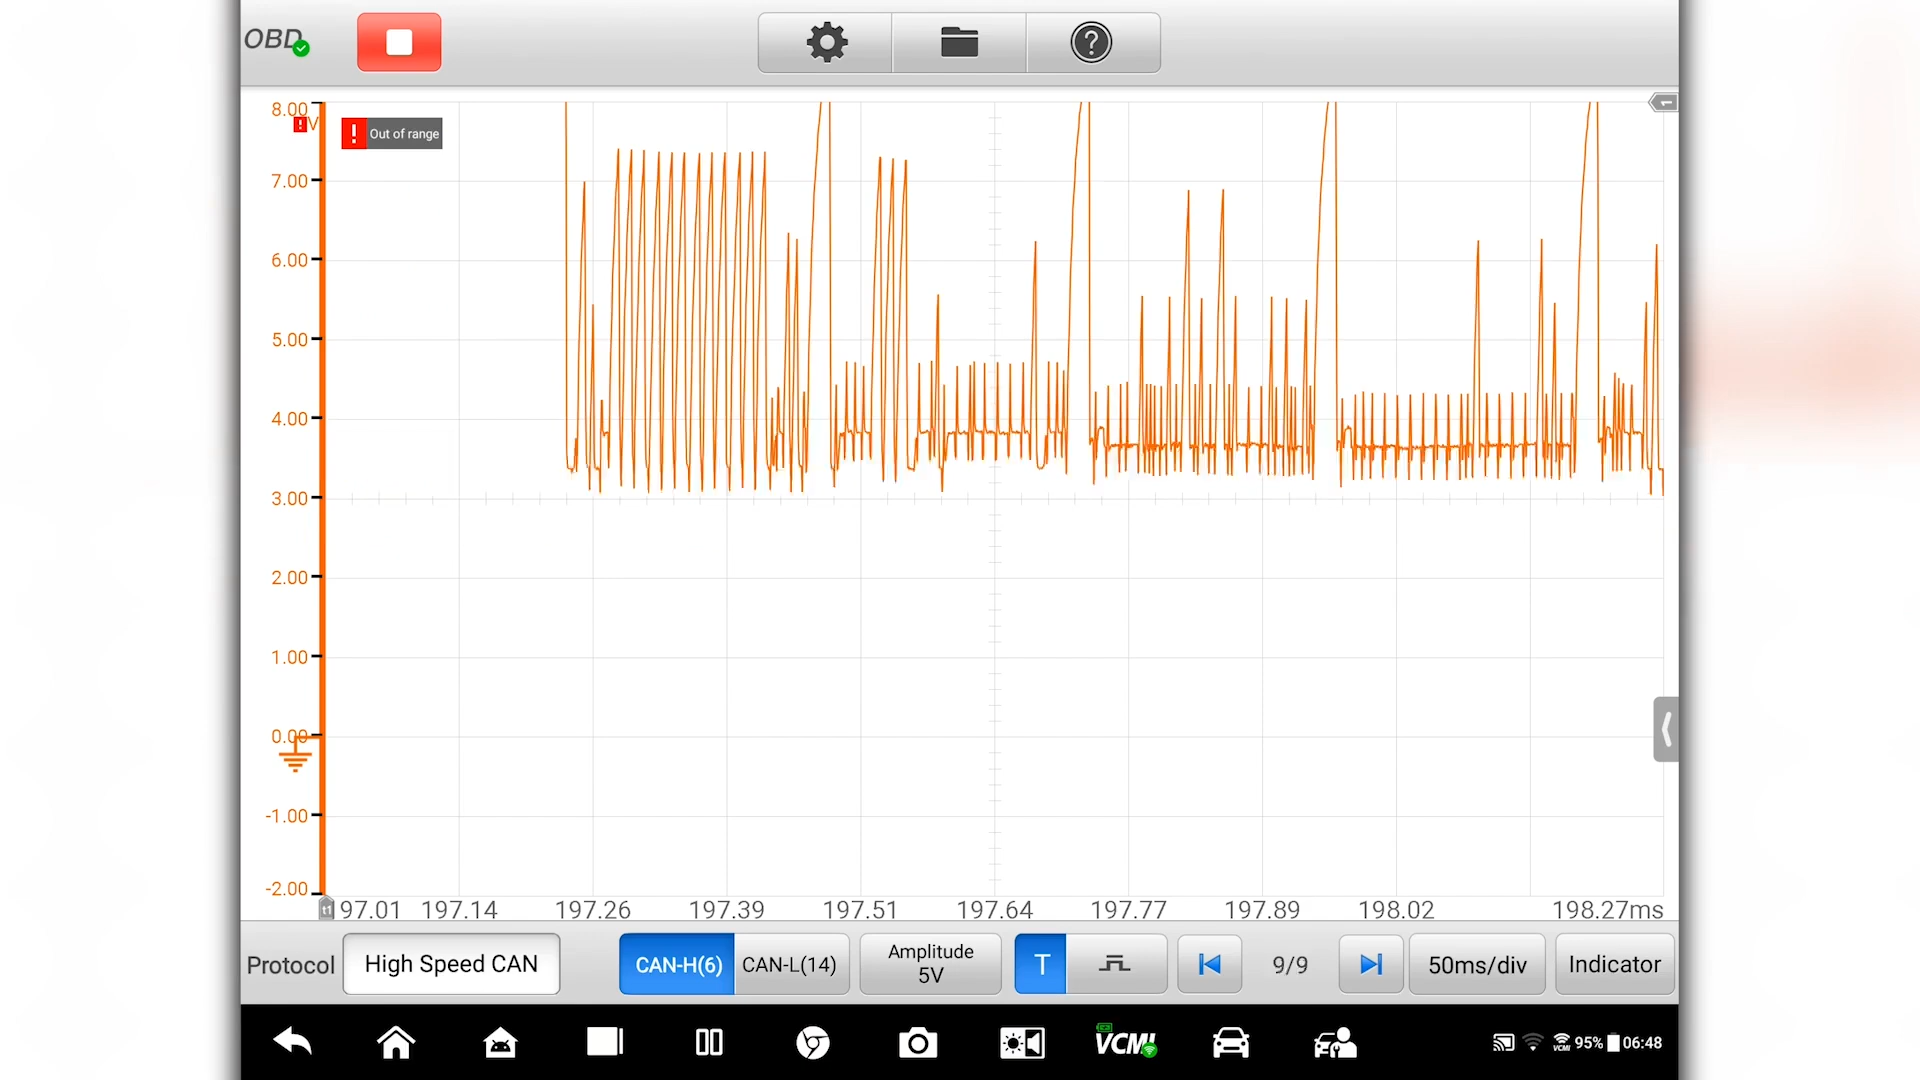 OBD
8.00
V
! Out of range
7.00
6.00
5.00
4.00
3.00
2.00
1.00
0.00
-1.00
-2.00
t1 97.01 197.14 197.26 197.39 197.51 197.64 197.77 197.89 198.02 198.27ms
Protocol High Speed CAN CAN-H(6) CAN-L(14) Amplitude
5V
T 9/9 50ms/div Indicator
VCMI VCMI 95% 06:48